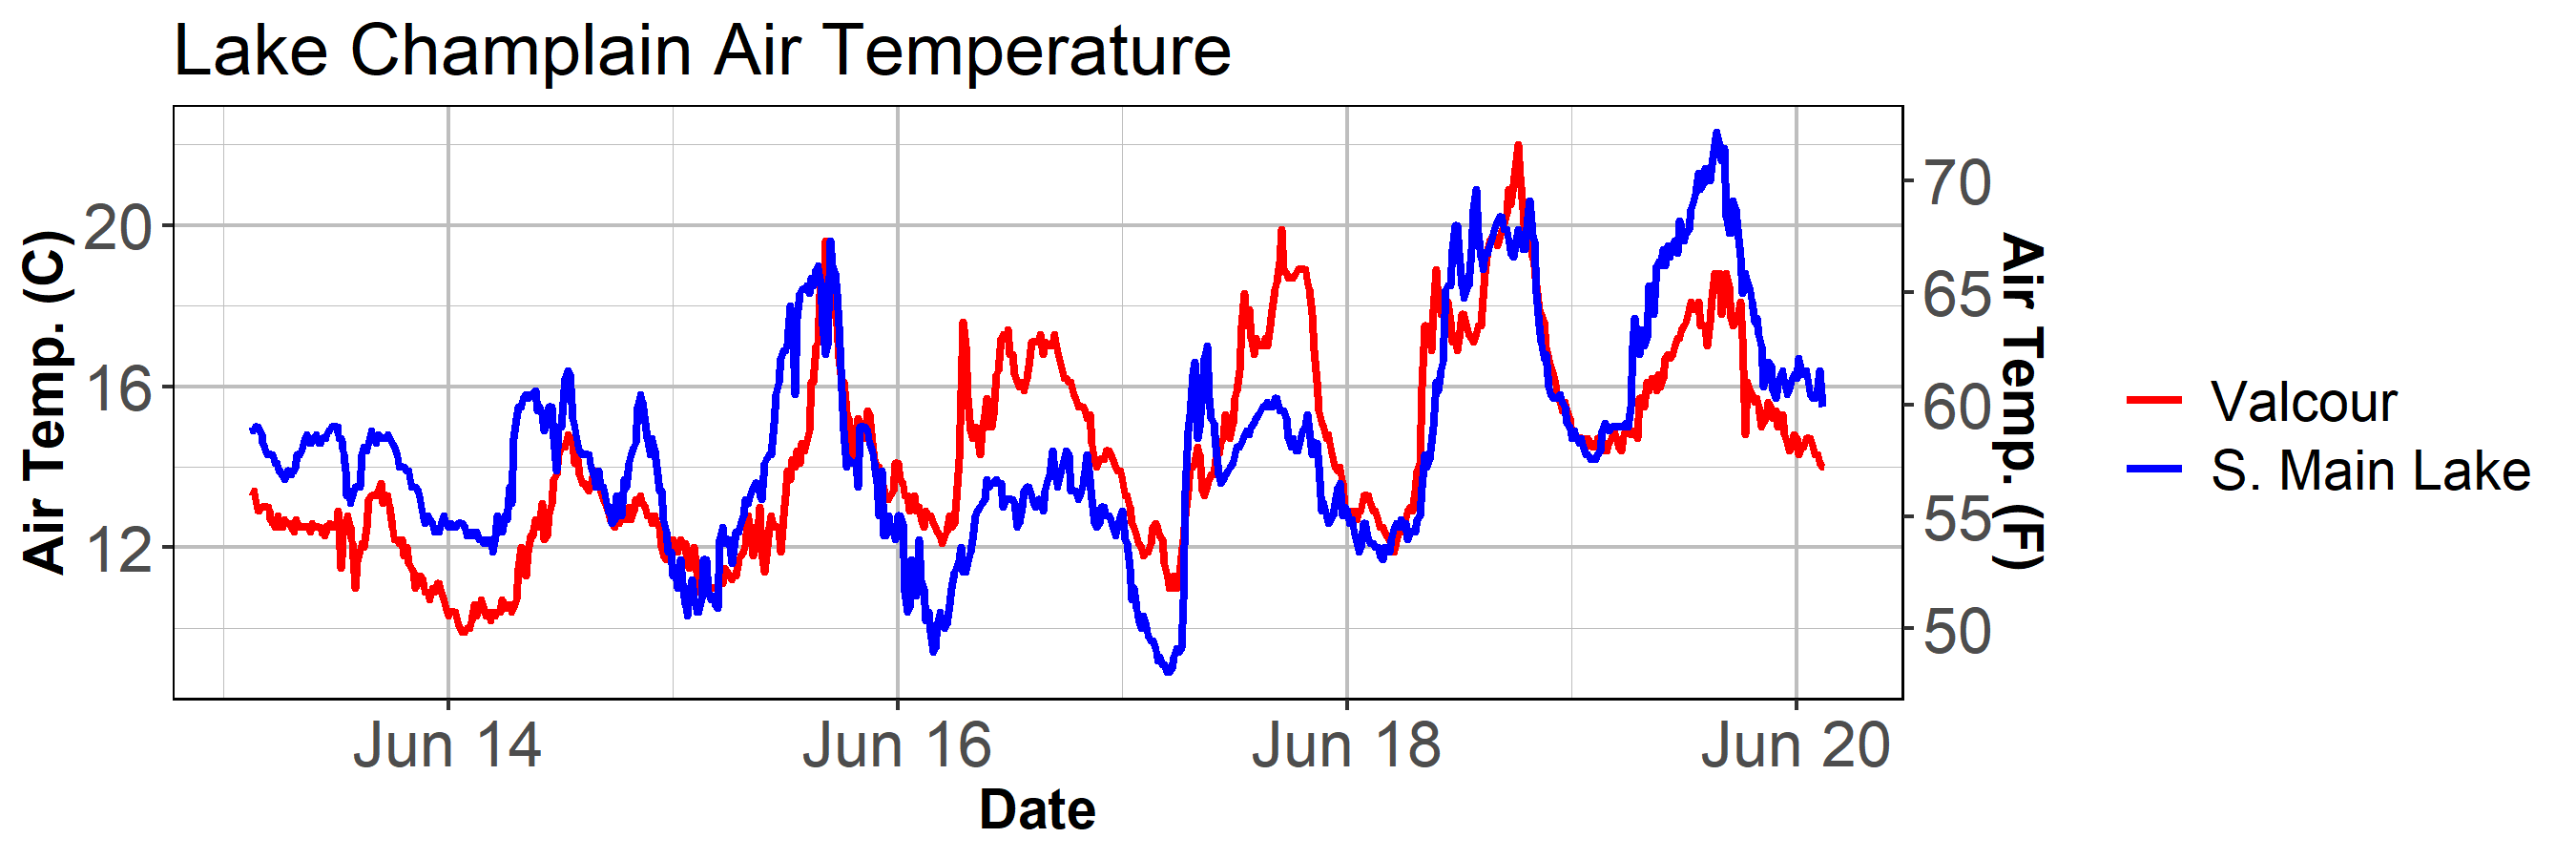 Lake Champlain Air Temperature
Air Temp. (C)
20
16
12
70
65
60
55
50
Air Temp. (F)
Jun 14
Jun 16
Jun 18
Jun 20
Date
Valcour
S. Main Lake